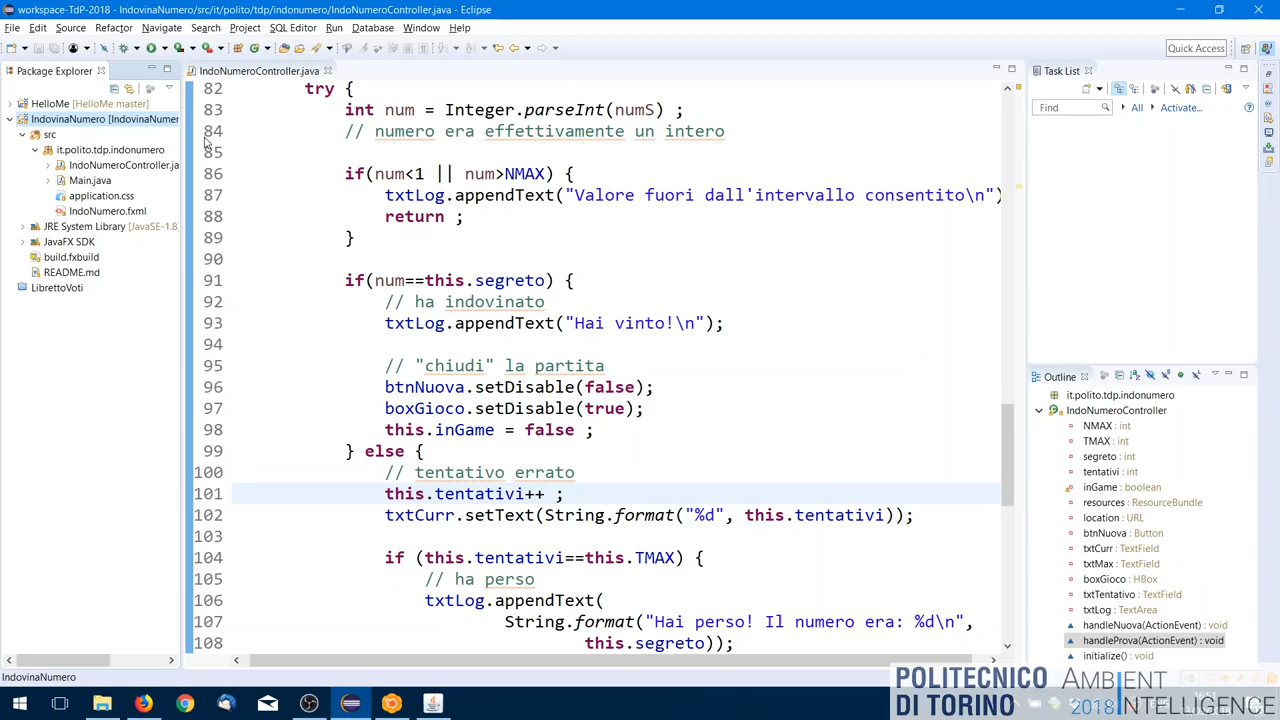 workspace-TdP-2018 - IndovinaNumero/src/it/polito/tdp/indonumero/IndoNumeroController.java - Eclipse
File Edit Source Refactor Navigate Search Project SQL Editor Run Database Window Help
Quick Access
Package Explorer
HelloMe [HelloMe master]
IndovinaNumero [IndovinaNumer
src
it.polito.tdp.indonumero
IndoNumeroController.ja
Main.java
application.css
IndoNumero.fxml
JRE System Library [JavaSE-1.8
JavaFX SDK
build.fxbuild
README.md
LibrettoVoti
IndoNumeroController.java
82 try {
83 int num = Integer.parseInt(numS) ;
84 // numero era effettivamente un intero
85
86 if(num<1 || num>NMAX) {
87 txtLog.appendText("Valore fuori dall'intervallo consentito\n")
88 return ;
89 }
90
91 if(num==this.segreto) {
92 // ha indovinato
93 txtLog.appendText("Hai vinto!\n");
94
95 // "chiudi" la partita
96 btnNuova.setDisable(false);
97 boxGioco.setDisable(true);
98 this.inGame = false ;
99 } else {
100 // tentativo errato
101 this.tentativi++ ;
102 txtCurr.setText(String.format("%d", this.tentativi));
103
104 if (this.tentativi==this.TMAX) {
105 // ha perso
106 txtLog.appendText(
107 String.format("Hai perso! Il numero era: %d\n",
108 this.segreto));
Task List
Find All Activate...
Outline
it.polito.tdp.indonumero
IndoNumeroController
NMAX : int
TMAX : int
segreto : int
tentativi : int
inGame : boolean
resources : ResourceBundle
location : URL
btnNuova : Button
txtCurr : TextField
txtMax : TextField
boxGioco : HBox
txtTentativo : TextField
txtLog : TextArea
handleNuova(ActionEvent) : void
handleProva(ActionEvent) : void
initialize() : void
IndovinaNumero
POLITECNICO
DI TORINO
AMBIENT
2018 INTELLIGENCE